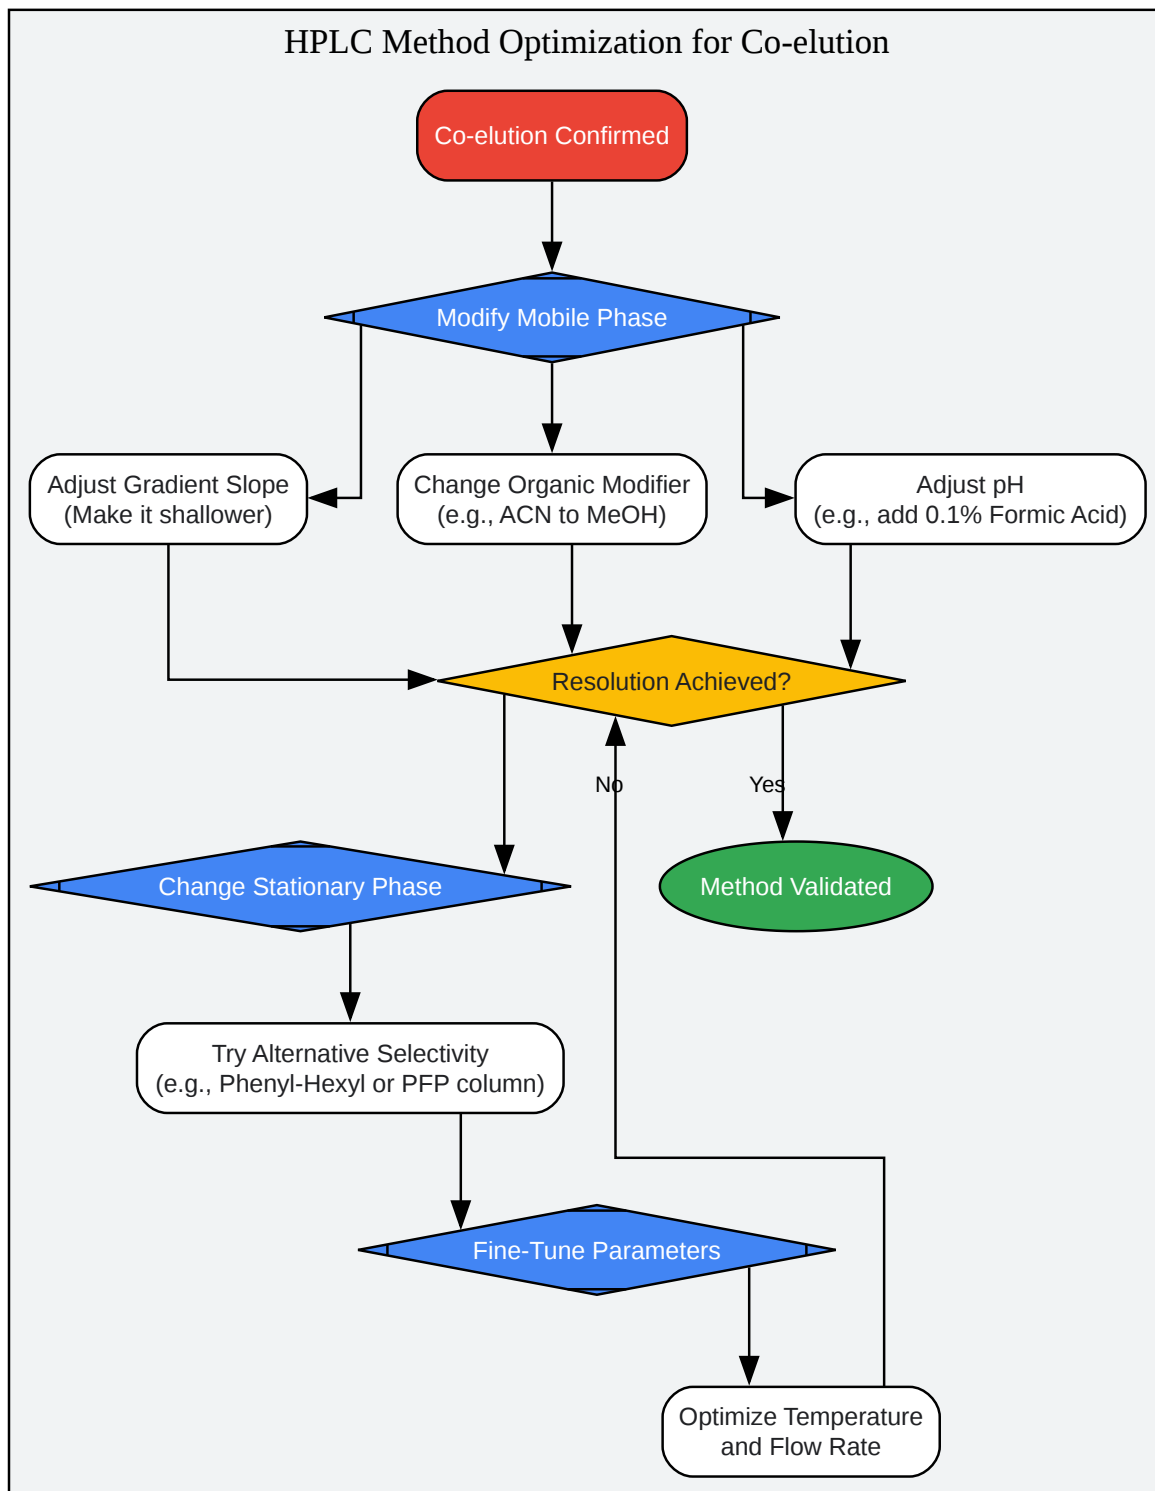 HPLC Method Optimization for Co-elution
Co-elution Confirmed
Modify Mobile Phase
Adjust Gradient Slope
(Make it shallower)
Change Organic Modifier
(e.g., ACN to MeOH)
Adjust pH
(e.g., add 0.1% Formic Acid)
Resolution Achieved?
No
Yes
Change Stationary Phase
Method Validated
Try Alternative Selectivity
(e.g., Phenyl-Hexyl or PFP column)
Fine-Tune Parameters
Optimize Temperature
and Flow Rate